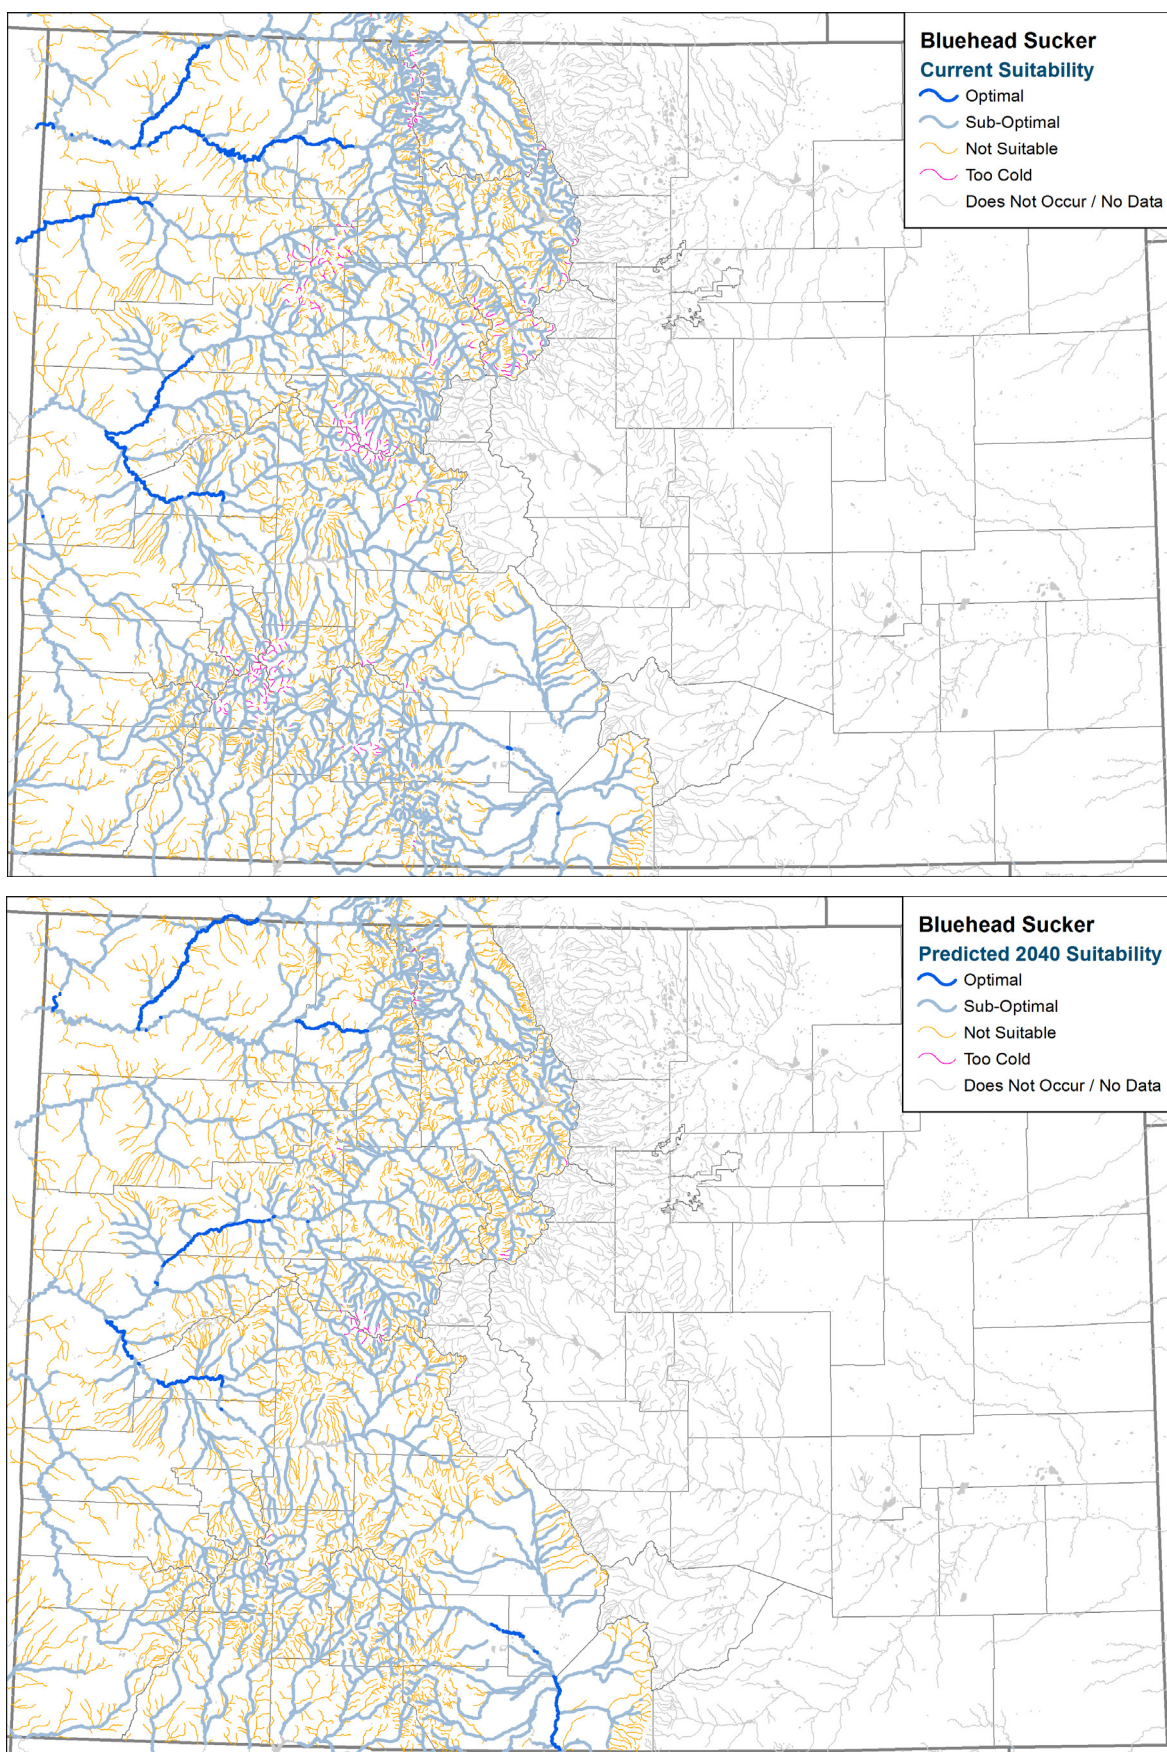 Bluehead Sucker
Current Suitability
Optimal
Sub-Optimal
Not Suitable
Too Cold
Does Not Occur / No Data
Bluehead Sucker
Predicted 2040 Suitability
Optimal
Sub-Optimal
Not Suitable
Too Cold
Does Not Occur / No Data